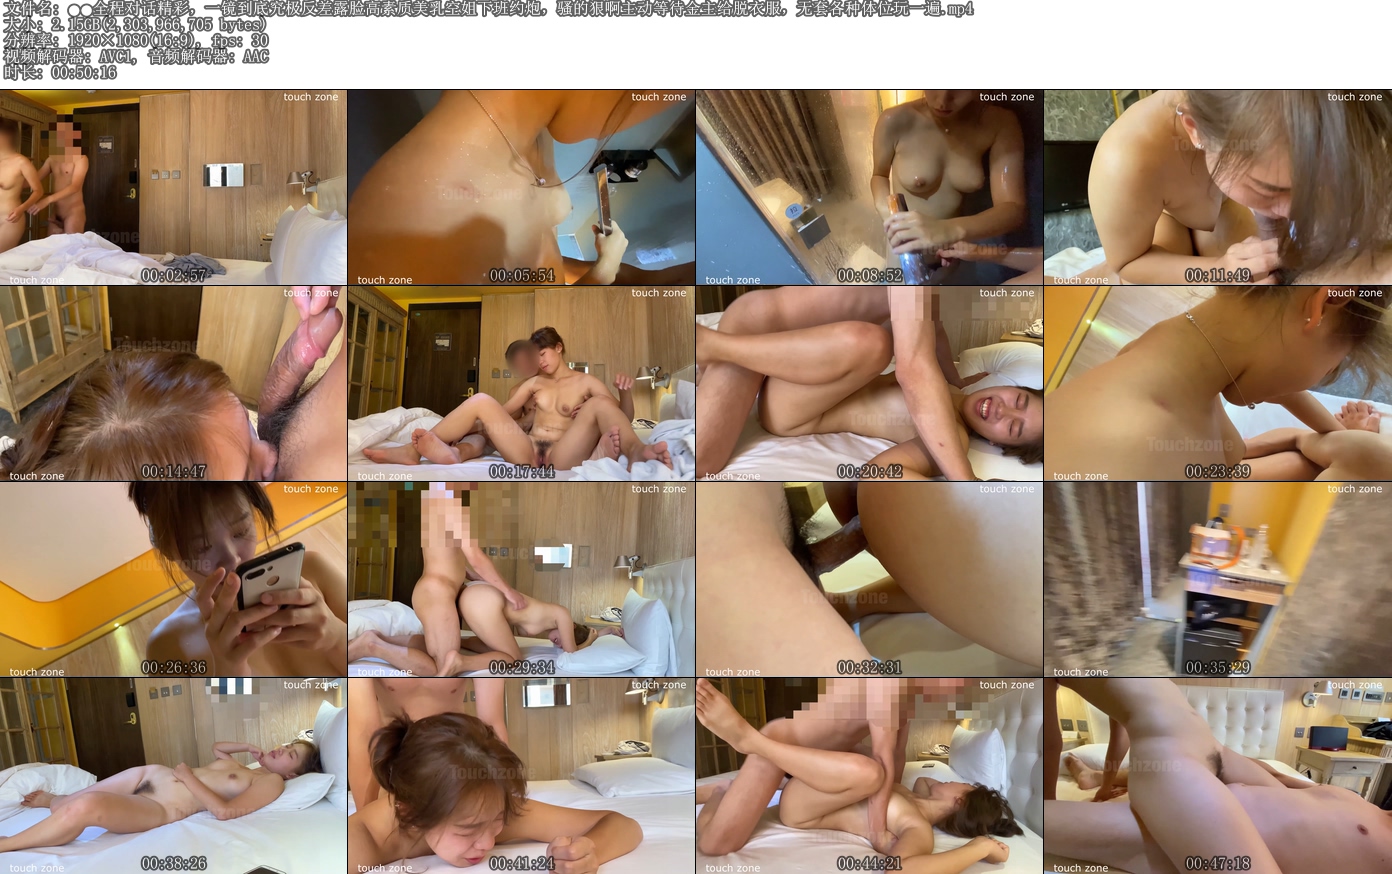 文件名: ○○全程对话精彩, 一镜到底究极反差露脸高素质美乳空姐下班约炮, 骚的狠啊主动等待金主给脱衣服, 无套各种体位玩一遍.mp4
大小: 2.15GB(2,303,966,705 bytes)
分辨率: 1920×1080(16:9), fps: 30
视频解码器: AVC1, 音频解码器: AAC
时长: 00:50:16
touch zone touch zone touch zone touch zone
Touchzone
touch zone 00:02:57 touch zone 00:05:54 touch zone 00:08:52 touch zone 00:11:49
touch zone touch zone touch zone touch zone
Touchzone Touchzone
touch zone 00:14:47 touch zone 00:17:44 touch zone 00:20:42 touch zone 00:23:39
touch zone touch zone touch zone touch zone
Touchzone
touch zone 00:26:36 touch zone 00:29:34 touch zone 00:32:31 touch zone 00:35:29
touch zone touch zone touch zone touch zone
Touchzone
touch zone 00:38:26 touch zone 00:41:24 touch zone 00:44:21 touch zone 00:47:18